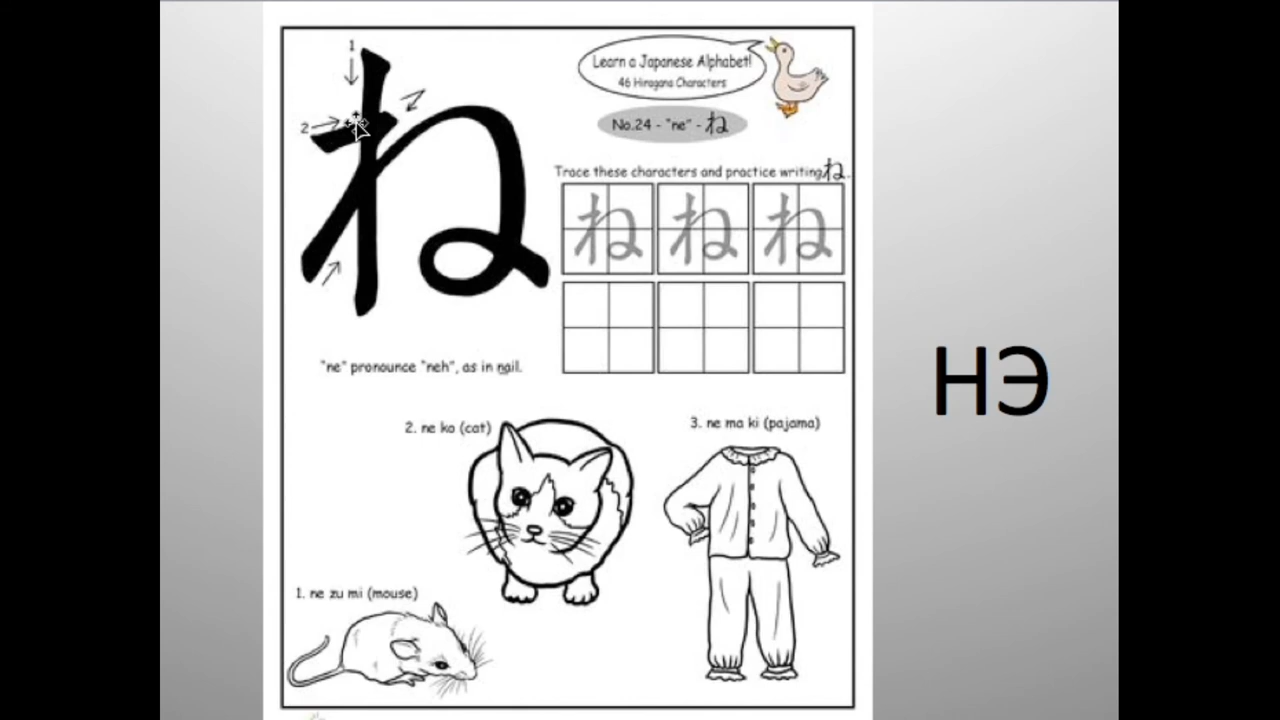 1
2
ね
Learn a Japanese Alphabet!
46 Hiragana Characters
No.24 - "ne" - ね
Trace these characters and practice writing ね.
ね ね ね
"ne" pronounce "neh", as in nail.
НЭ
2. ne ko (cat)
3. ne ma ki (pajama)
1. ne zu mi (mouse)